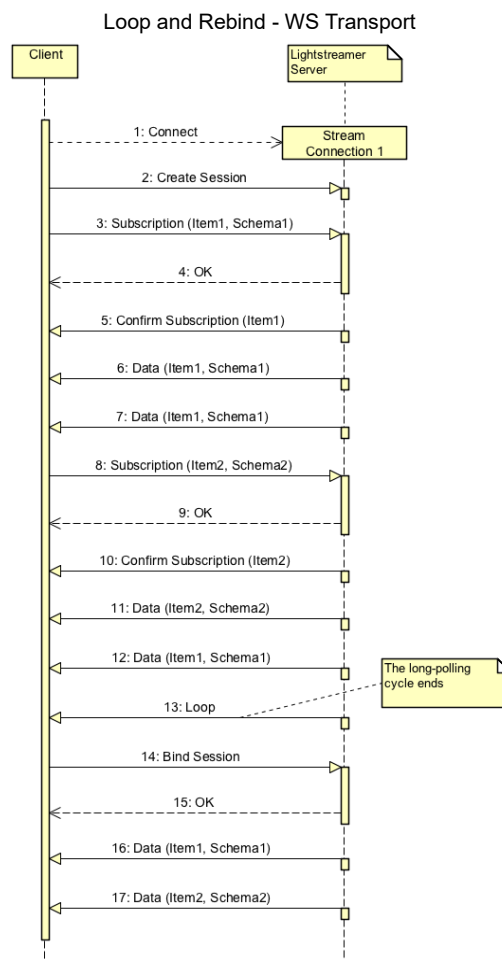 Loop and Rebind - WS Transport
Client
Lightstreamer
Server
1: Connect
Stream
Connection 1
2: Create Session
3: Subscription (Item1, Schema1)
4: OK
5: Confirm Subscription (Item1)
6: Data (Item1, Schema1)
7: Data (Item1, Schema1)
8: Subscription (Item2, Schema2)
9: OK
10: Confirm Subscription (Item2)
11: Data (Item2, Schema2)
12: Data (Item1, Schema1)
The long-polling
cycle ends
13: Loop
14: Bind Session
15: OK
16: Data (Item1, Schema1)
17: Data (Item2, Schema2)